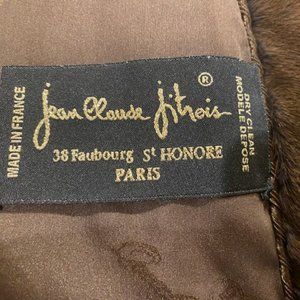 MADE IN FRANCE
Jean Claude Jitrois
®
38 Faubourg St HONORE
PARIS
DRY CLEAN
MODELE DEPOSE